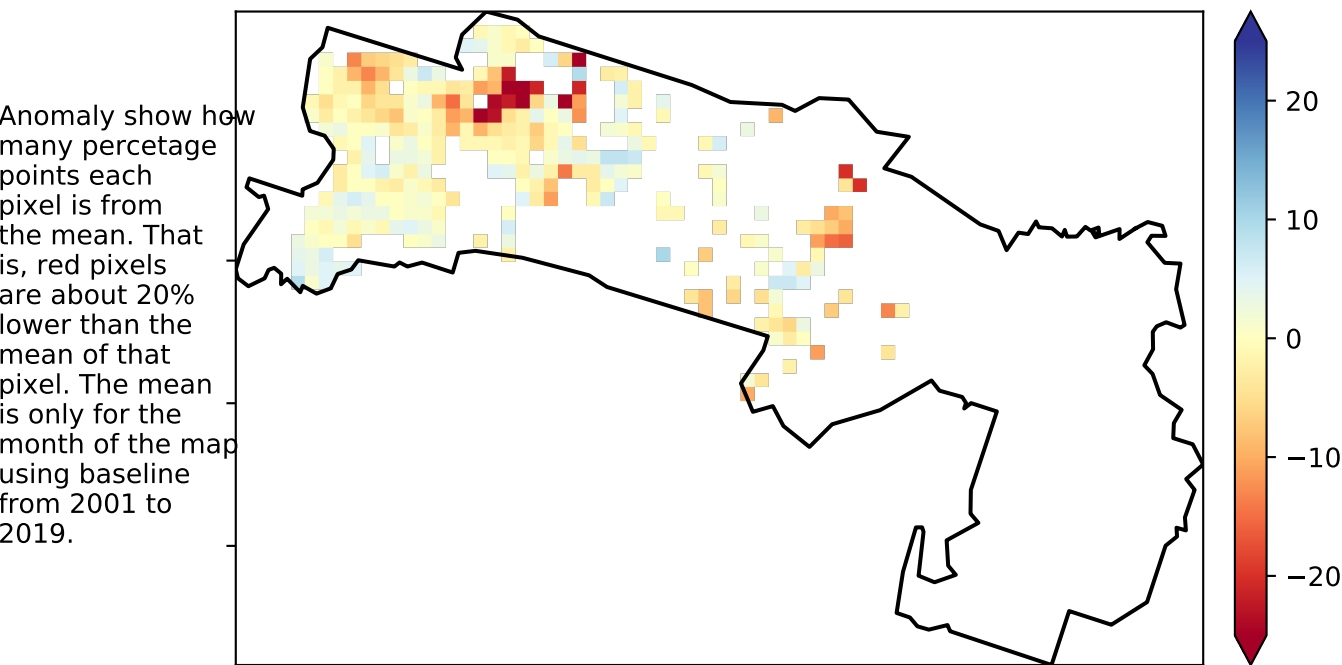 Anomaly show how
many percetage
points each
pixel is from
the mean. That
is, red pixels
are about 20%
lower than the
mean of that
pixel. The mean
is only for the
month of the map
using baseline
from 2001 to
2019.
20
10
0
−10
−20